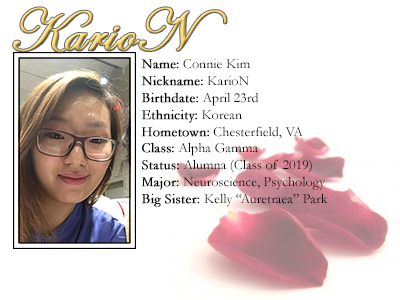 KarioN
Name: Connie Kim
Nickname: KarioN
Birthdate: April 23rd
Ethnicity: Korean
Hometown: Chesterfield, VA
Class: Alpha Gamma
Status: Alumna (Class of 2019)
Major: Neuroscience, Psychology
Big Sister: Kelly “Auretraea” Park